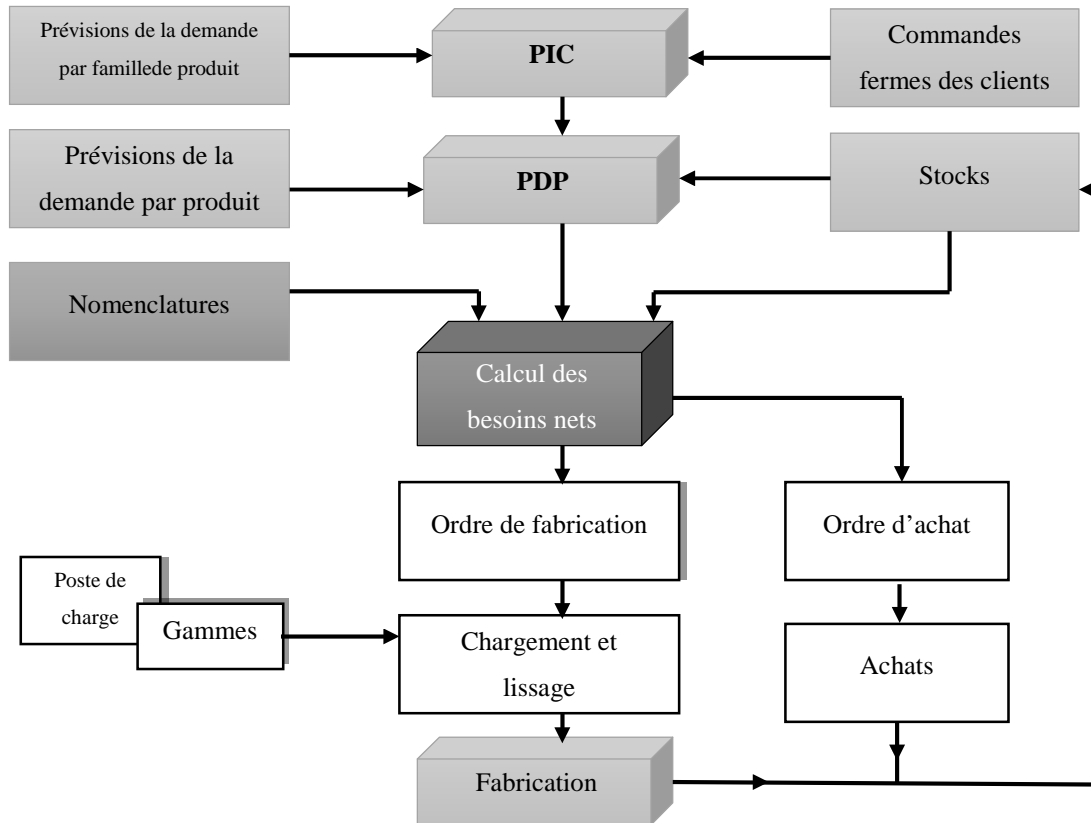 Prévisions de la demande
par famillede produit
PIC
Commandes
fermes des clients
Prévisions de la
demande par produit
PDP
Stocks
Nomenclatures
Calcul des
besoins nets
Ordre de fabrication
Ordre d’achat
Poste de
charge
Gammes
Chargement et
lissage
Achats
Fabrication